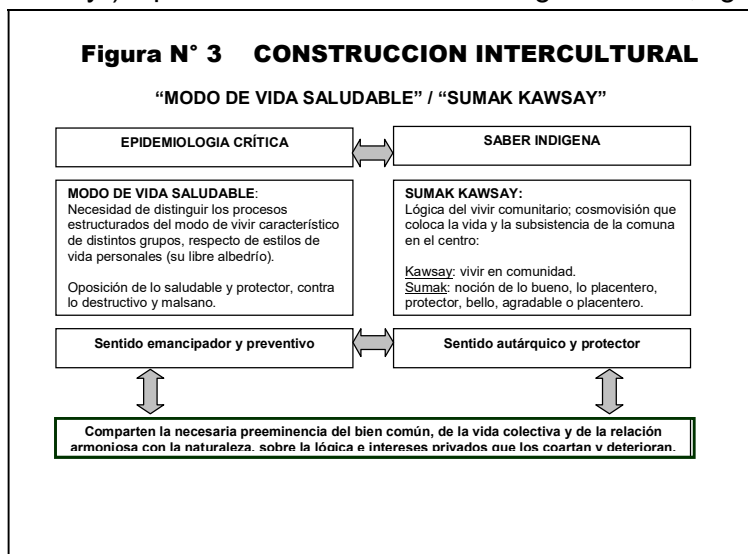 Figura N° 3 CONSTRUCCION INTERCULTURAL
“MODO DE VIDA SALUDABLE” / “SUMAK KAWSAY”
EPIDEMIOLOGIA CRÍTICA
SABER INDIGENA
MODO DE VIDA SALUDABLE:
Necesidad de distinguir los procesos
estructurados del modo de vivir característico
de distintos grupos, respecto de estilos de
vida personales (su libre albedrío).
Oposición de lo saludable y protector, contra
lo destructivo y malsano.
SUMAK KAWSAY:
Lógica del vivir comunitario; cosmovisión que
coloca la vida y la subsistencia de la comuna
en el centro:
Kawsay: vivir en comunidad.
Sumak: noción de lo bueno, lo placentero,
protector, bello, agradable o placentero.
Sentido emancipador y preventivo
Sentido autárquico y protector
Comparten la necesaria preeminencia del bien común, de la vida colectiva y de la relación
armoniosa con la naturaleza, sobre la lógica e intereses privados que los coartan y deterioran.